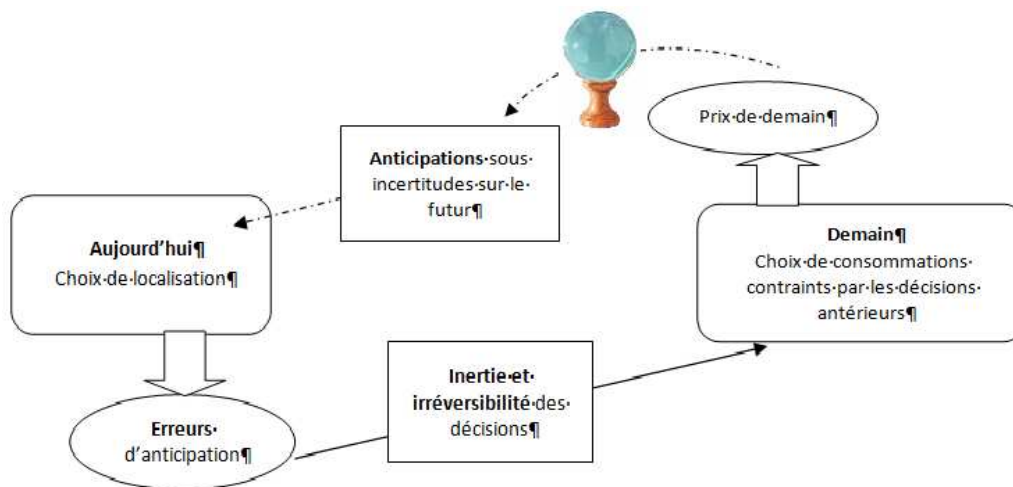 Prix·de·demain¶
Anticipations·sous·
incertitudes·sur·le·
futur¶
Aujourd'hui¶
Choix·de·localisation¶
Demain¶
Choix·de·consommations·
contraints·par·les·décisions·
antérieurs¶
Inertie·et·
irréversibilité·des·
décisions¶
Erreurs·
d'anticipation¶